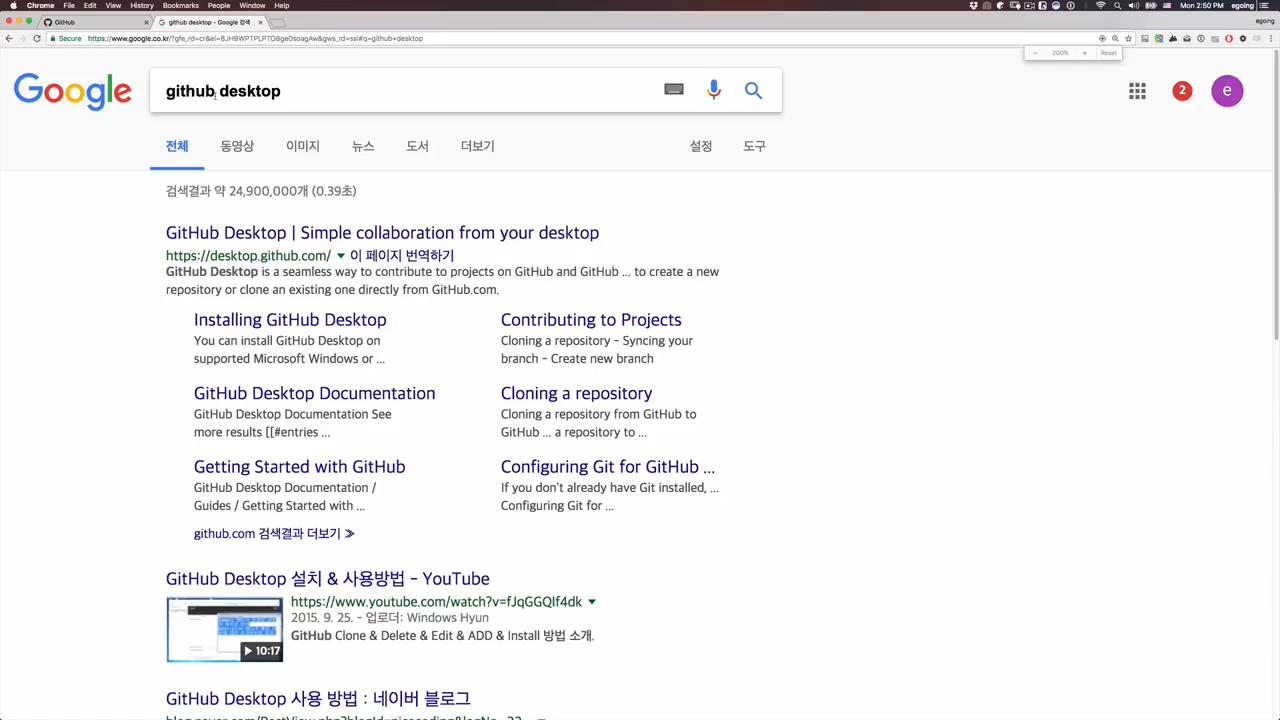 Chrome File Edit View History Bookmarks People Window Help
Mon 2:50 PM egoing
GitHub
github desktop - Google 검색
egoing
Secure
https://www.google.co.kr/?gfe_rd=cr&ei=8JH9WPTPLPTO8ge0soagAw&gws_rd=ssl#q=github+desktop
200%
Reset
Google
github desktop
2
e
전체 동영상 이미지 뉴스 도서 더보기 설정 도구
검색결과 약 24,900,000개 (0.39초)
GitHub Desktop | Simple collaboration from your desktop
https://desktop.github.com/ ▼ 이 페이지 번역하기
GitHub Desktop is a seamless way to contribute to projects on GitHub and GitHub ... to create a new
repository or clone an existing one directly from GitHub.com.
Installing GitHub Desktop
You can install GitHub Desktop on
supported Microsoft Windows or ...
Contributing to Projects
Cloning a repository - Syncing your
branch - Create new branch
GitHub Desktop Documentation
GitHub Desktop Documentation See
more results [[#entries ...
Cloning a repository
Cloning a repository from GitHub to
GitHub ... a repository to ...
Getting Started with GitHub
GitHub Desktop Documentation /
Guides / Getting Started with ...
Configuring Git for GitHub ...
If you don't already have Git installed, ...
Configuring Git for ...
github.com 검색결과 더보기 ≫
GitHub Desktop 설치 & 사용방법 - YouTube
https://www.youtube.com/watch?v=fJqGGQIf4dk ▼
2015. 9. 25. - 업로더: Windows Hyun
GitHub Clone & Delete & Edit & ADD & Install 방법 소개.
10:17
GitHub Desktop 사용 방법 : 네이버 블로그